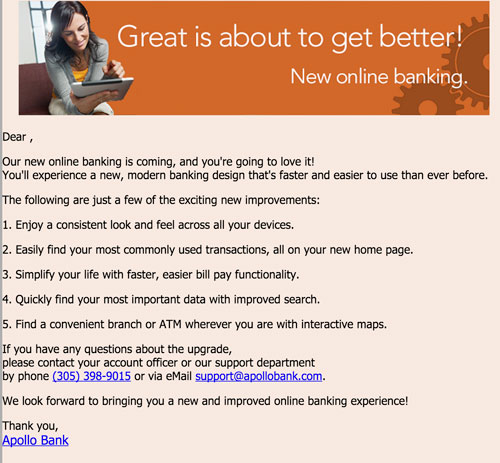 Great is about to get better!
New online banking.
Dear ,
Our new online banking is coming, and you're going to love it!
You'll experience a new, modern banking design that's faster and easier to use than ever before.
The following are just a few of the exciting new improvements:
1. Enjoy a consistent look and feel across all your devices.
2. Easily find your most commonly used transactions, all on your new home page.
3. Simplify your life with faster, easier bill pay functionality.
4. Quickly find your most important data with improved search.
5. Find a convenient branch or ATM wherever you are with interactive maps.
If you have any questions about the upgrade,
please contact your account officer or our support department
by phone (305) 398-9015 or via eMail support@apollobank.com.
We look forward to bringing you a new and improved online banking experience!
Thank you,
Apollo Bank